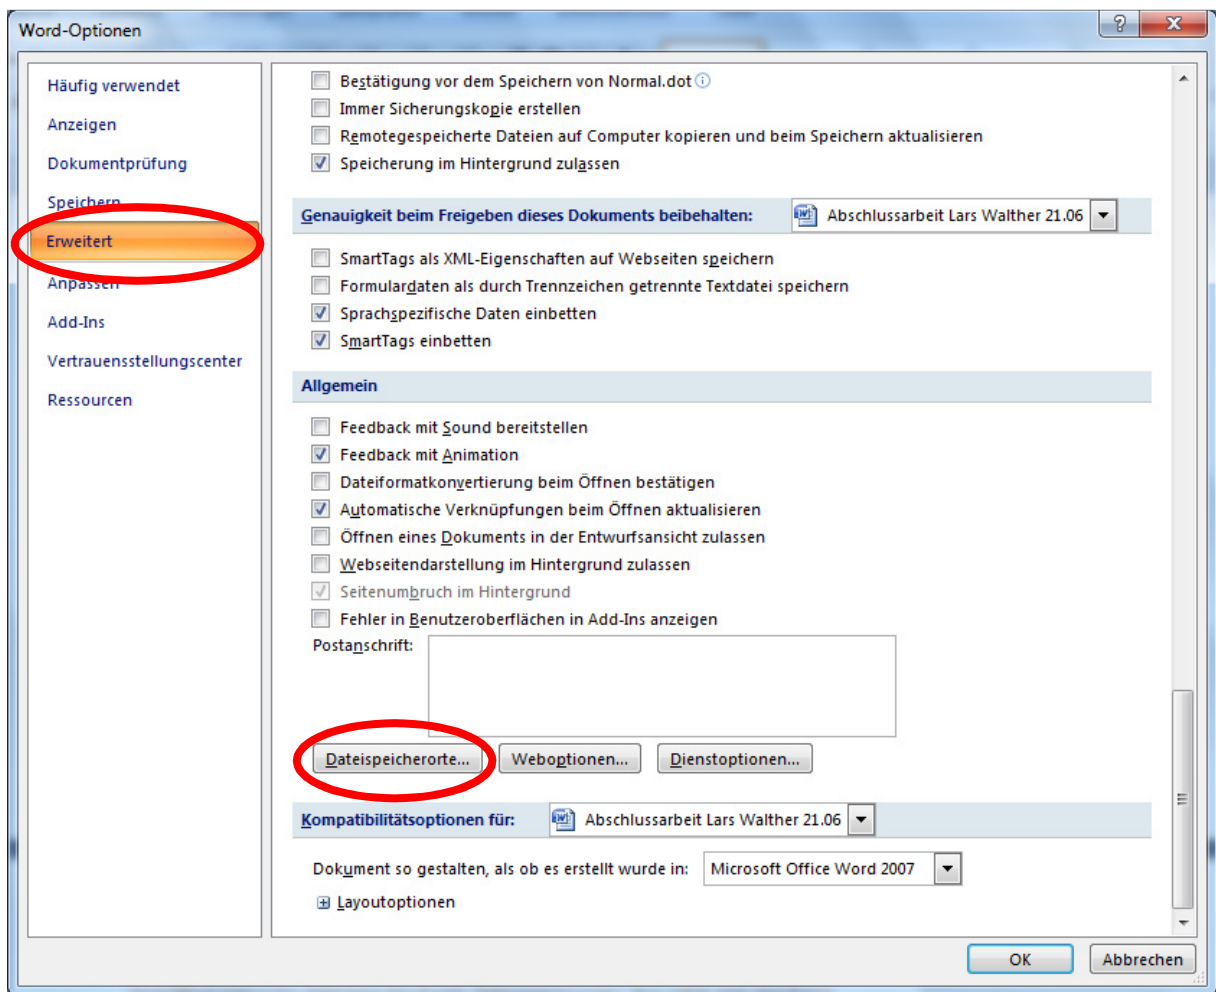 Word-Optionen
Häufig verwendet
Anzeigen
Dokumentprüfung
Speichern
Erweitert
Anpassen
Add-Ins
Vertrauensstellungscenter
Ressourcen
Bestätigung vor dem Speichern von Normal.dot
Immer Sicherungskopie erstellen
Remotegespeicherte Dateien auf Computer kopieren und beim Speichern aktualisieren
Speicherung im Hintergrund zulassen
Genauigkeit beim Freigeben dieses Dokuments beibehalten: Abschlussarbeit Lars Walther 21.06
SmartTags als XML-Eigenschaften auf Webseiten speichern
Formulardaten als durch Trennzeichen getrennte Textdatei speichern
Sprachspezifische Daten einbetten
SmartTags einbetten
Allgemein
Feedback mit Sound bereitstellen
Feedback mit Animation
Dateiformatkonvertierung beim Öffnen bestätigen
Automatische Verknüpfungen beim Öffnen aktualisieren
Öffnen eines Dokuments in der Entwurfsansicht zulassen
Webseitendarstellung im Hintergrund zulassen
Seitenumbruch im Hintergrund
Fehler in Benutzeroberflächen in Add-Ins anzeigen
Postanschrift:
Dateispeicherorte... Weboptionen... Dienstoptionen...
Kompatibilitätsoptionen für: Abschlussarbeit Lars Walther 21.06
Dokument so gestalten, als ob es erstellt wurde in: Microsoft Office Word 2007
Layoutoptionen
OK Abbrechen